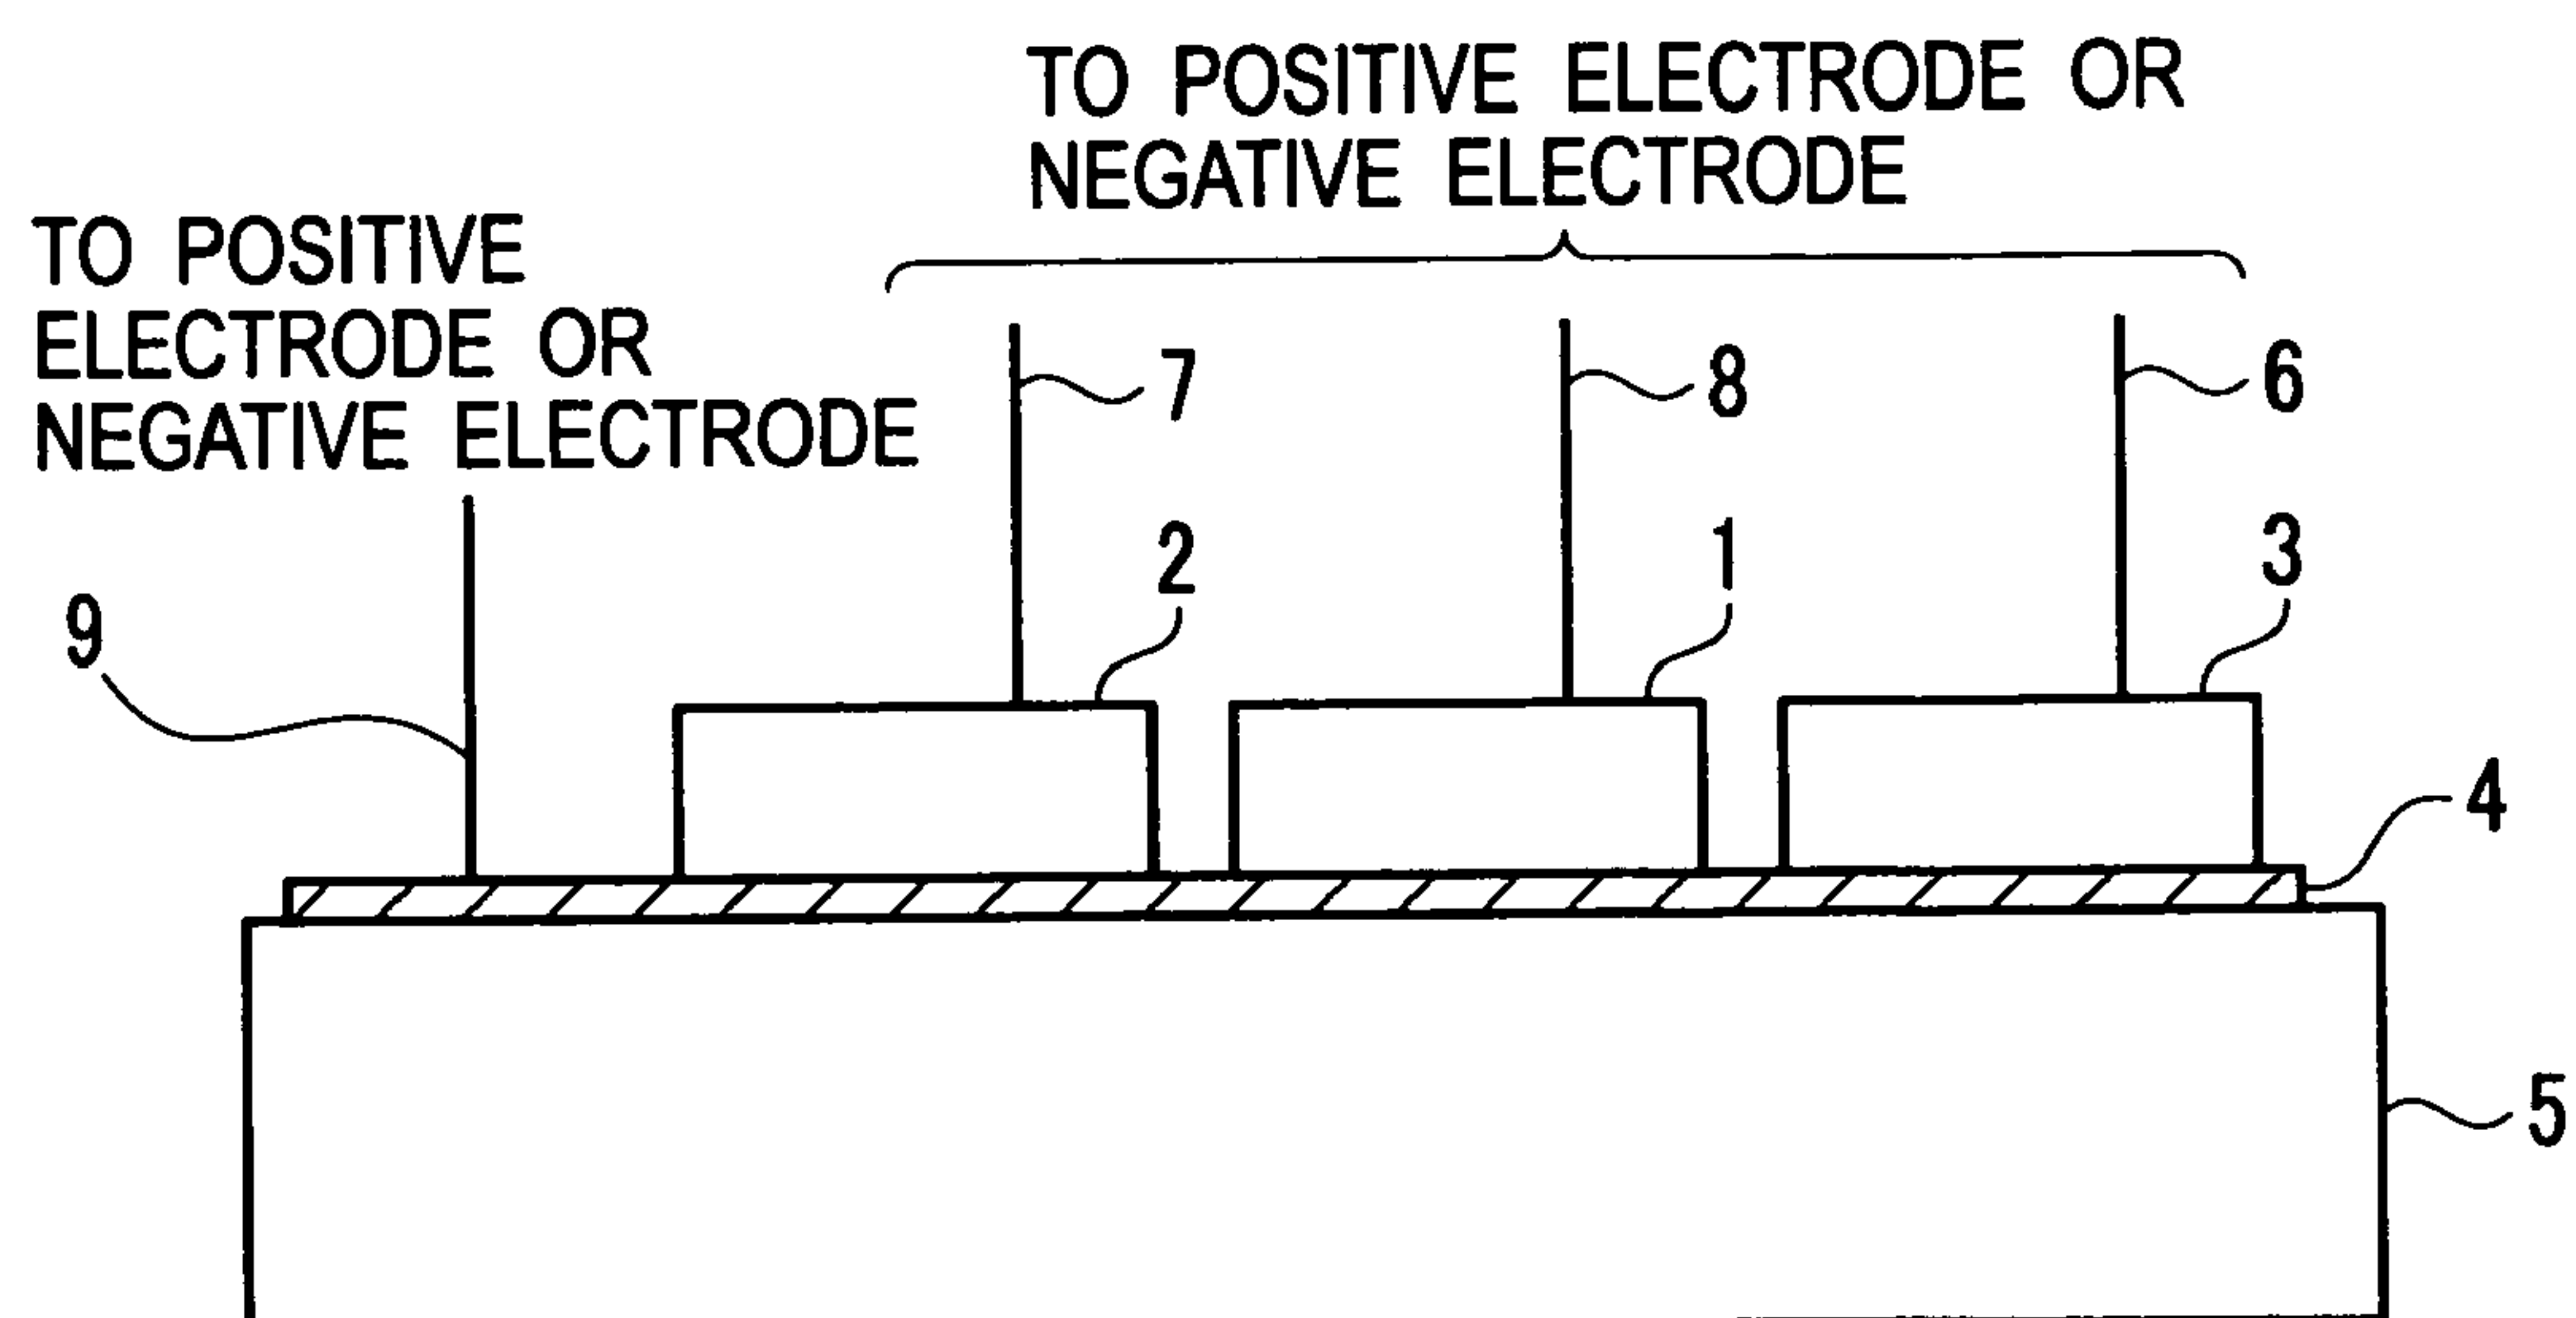 TO POSITIVE ELECTRODE OR
NEGATIVE ELECTRODE
TO POSITIVE
ELECTRODE OR
NEGATIVE ELECTRODE
7
8
6
2
1
3
9
4
5